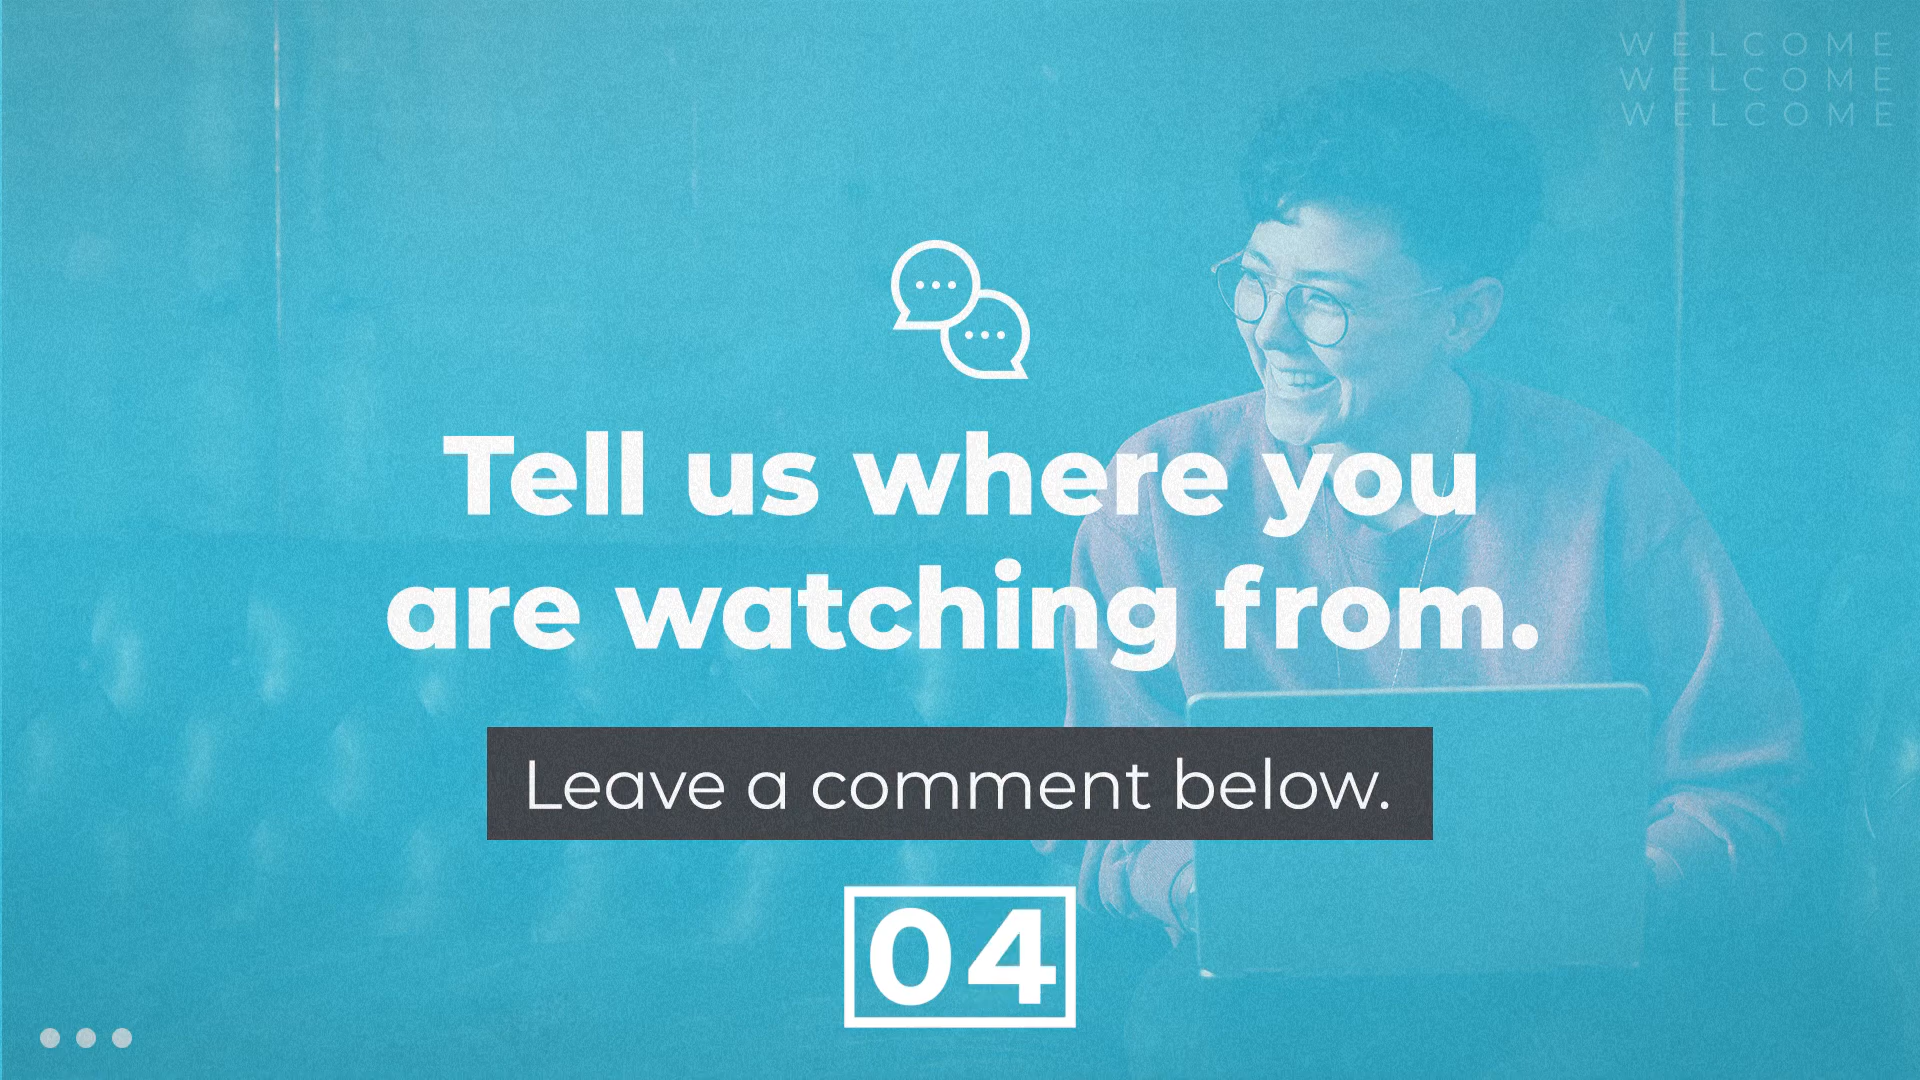 WELCOME
WELCOME
WELCOME
Tell us where you
are watching from.
Leave a comment below.
04